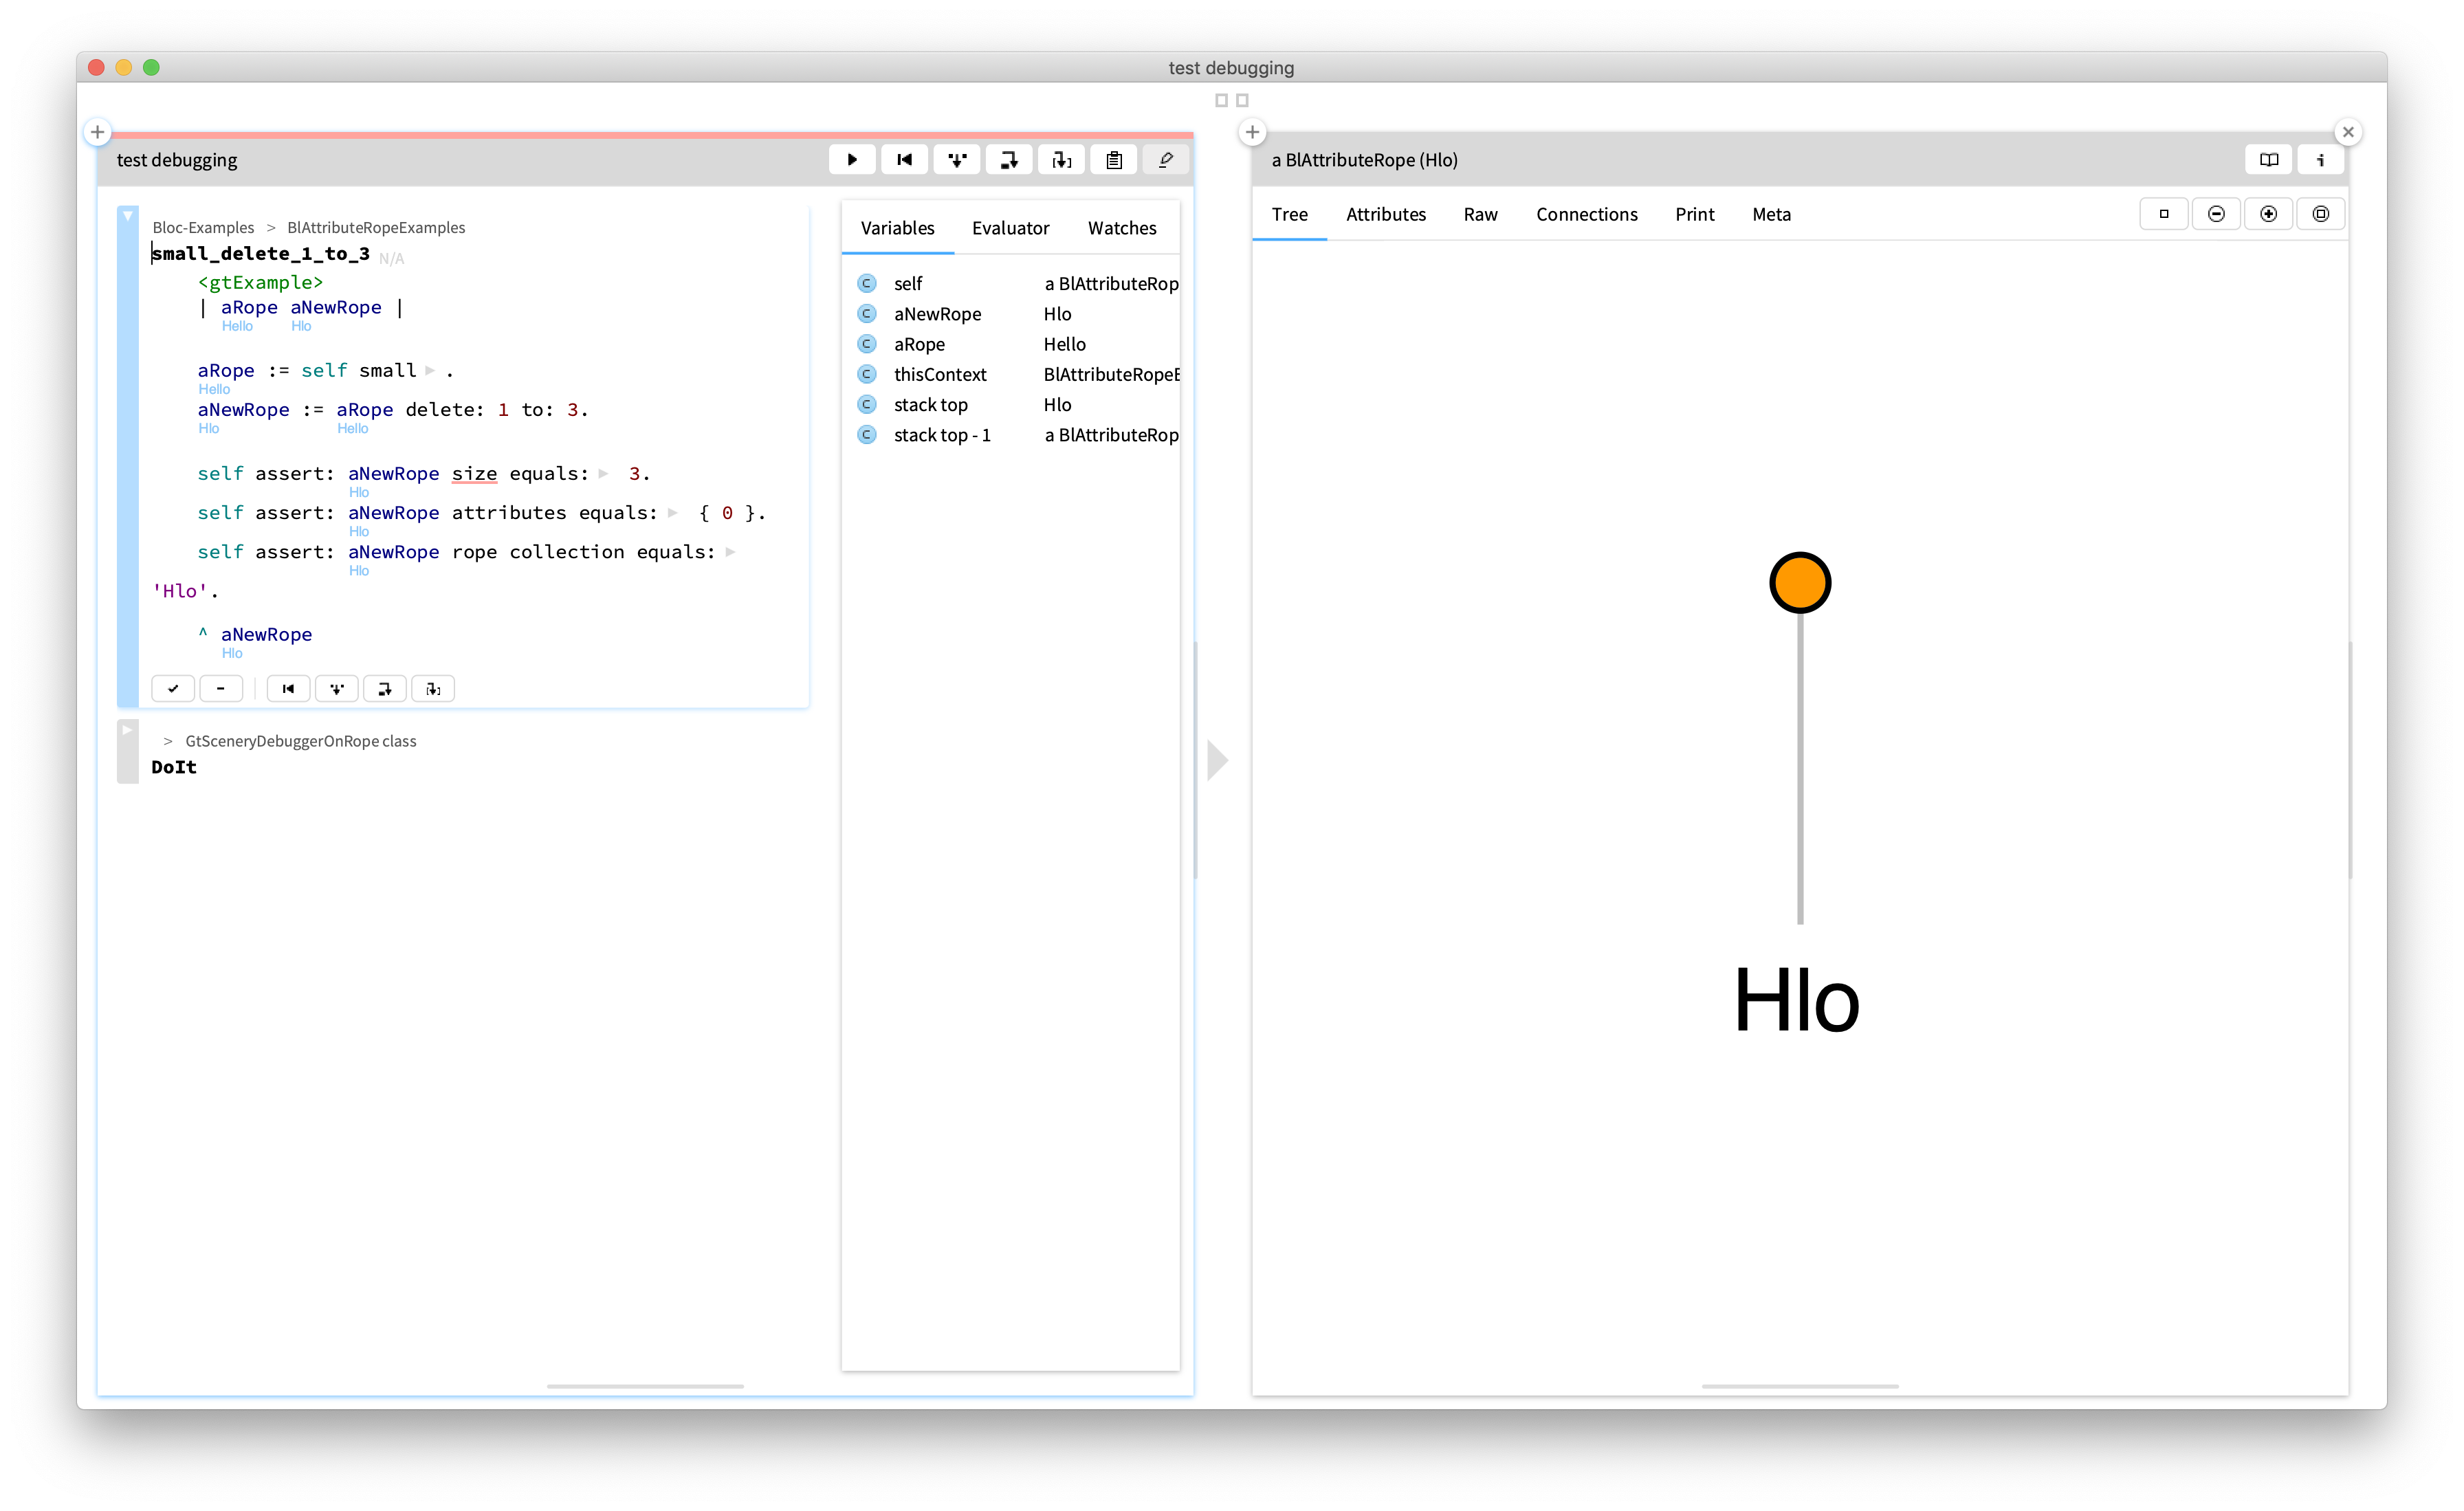 test debugging
test debugging
Bloc-Examples > BlAttributeRopeExamples
small_delete_1_to_3 N/A
<gtExample>
| aRope aNewRope |
Hello Hlo
aRope := self small .
Hello
aNewRope := aRope delete: 1 to: 3.
Hlo Hello
self assert: aNewRope size equals: 3.
Hlo
self assert: aNewRope attributes equals: { 0 }.
Hlo
self assert: aNewRope rope collection equals:
Hlo
'Hlo'.
^ aNewRope
Hlo
> GtSceneryDebuggerOnRope class
DoIt
Variables Evaluator Watches
self a BlAttributeRop
aNewRope Hlo
aRope Hello
thisContext BlAttributeRopeE
stack top Hlo
stack top - 1 a BlAttributeRop
a BlAttributeRope (Hlo)
Tree Attributes Raw Connections Print Meta
Hlo